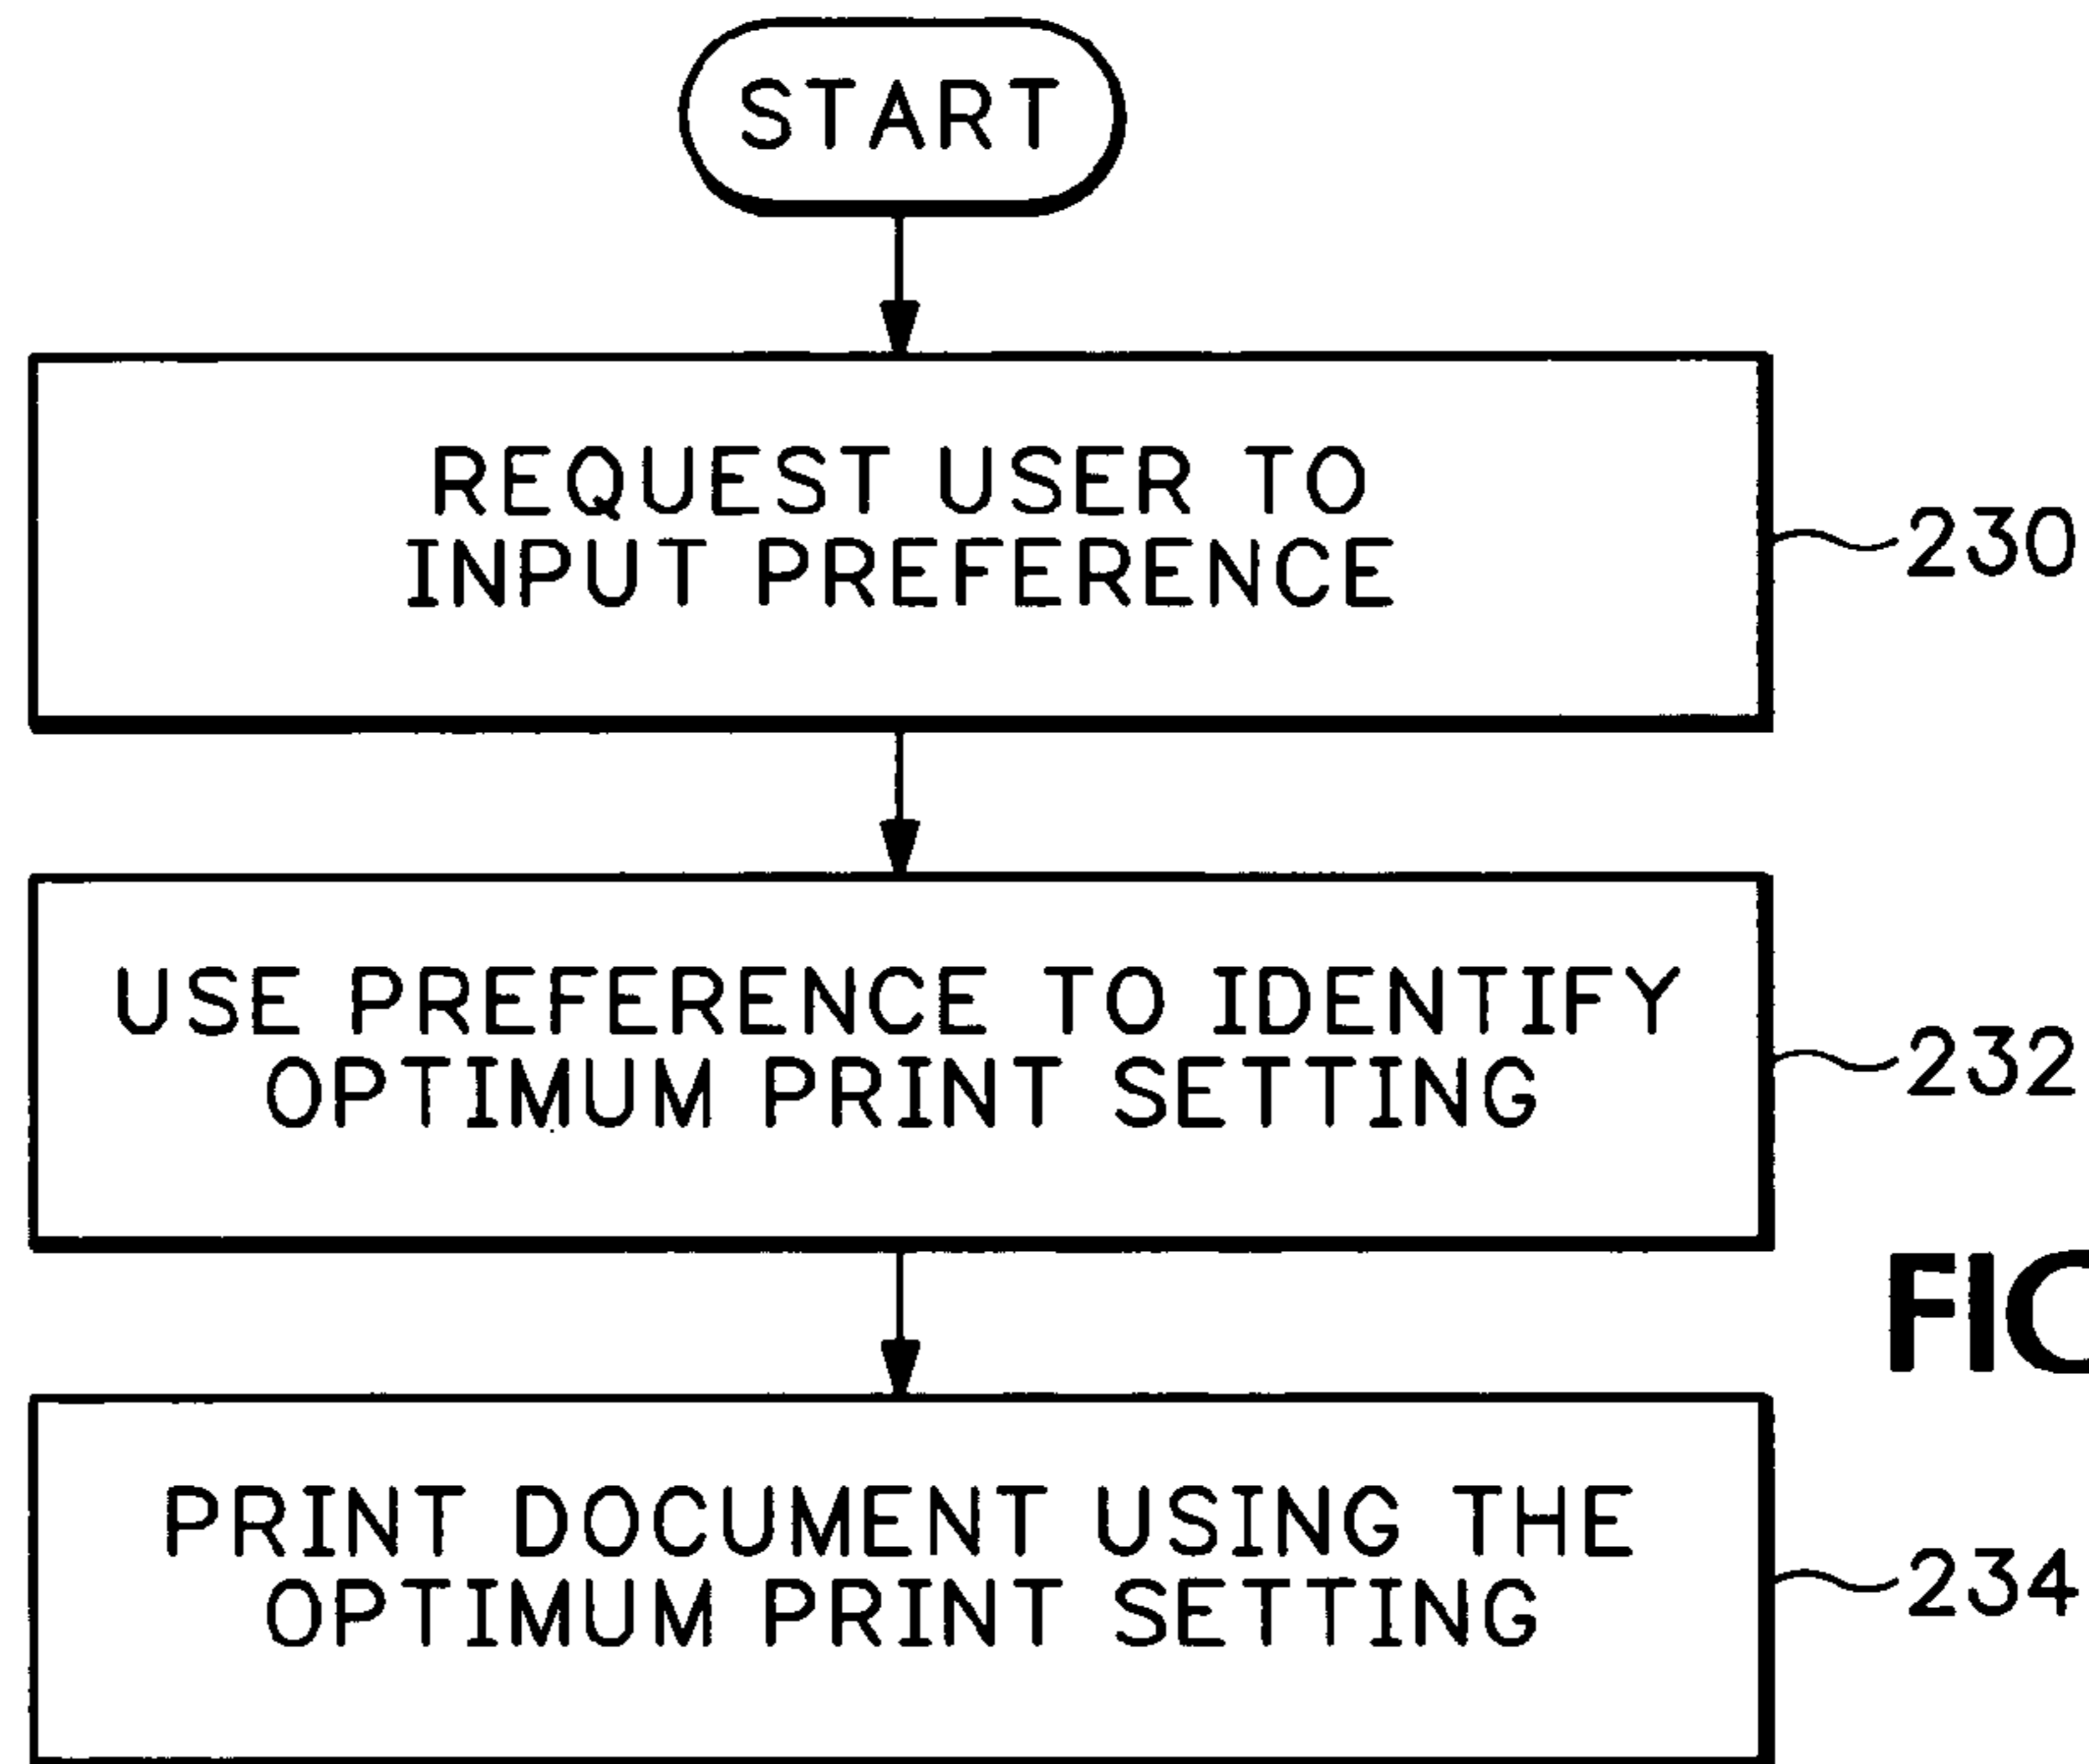 START
REQUEST USER TO
INPUT PREFERENCE
230
USE PREFERENCE TO IDENTIFY
OPTIMUM PRINT SETTING
232
PRINT DOCUMENT USING THE
OPTIMUM PRINT SETTING
234